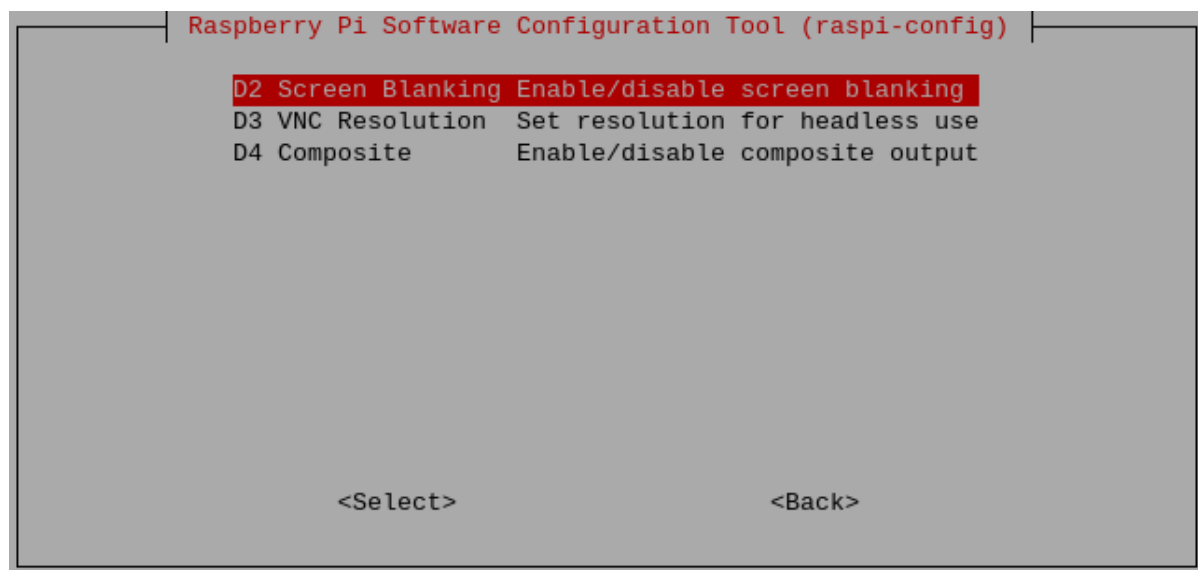 Raspberry Pi Software Configuration Tool (raspi-config)
D2 Screen Blanking Enable/disable screen blanking
D3 VNC Resolution Set resolution for headless use
D4 Composite Enable/disable composite output
<Select> <Back>